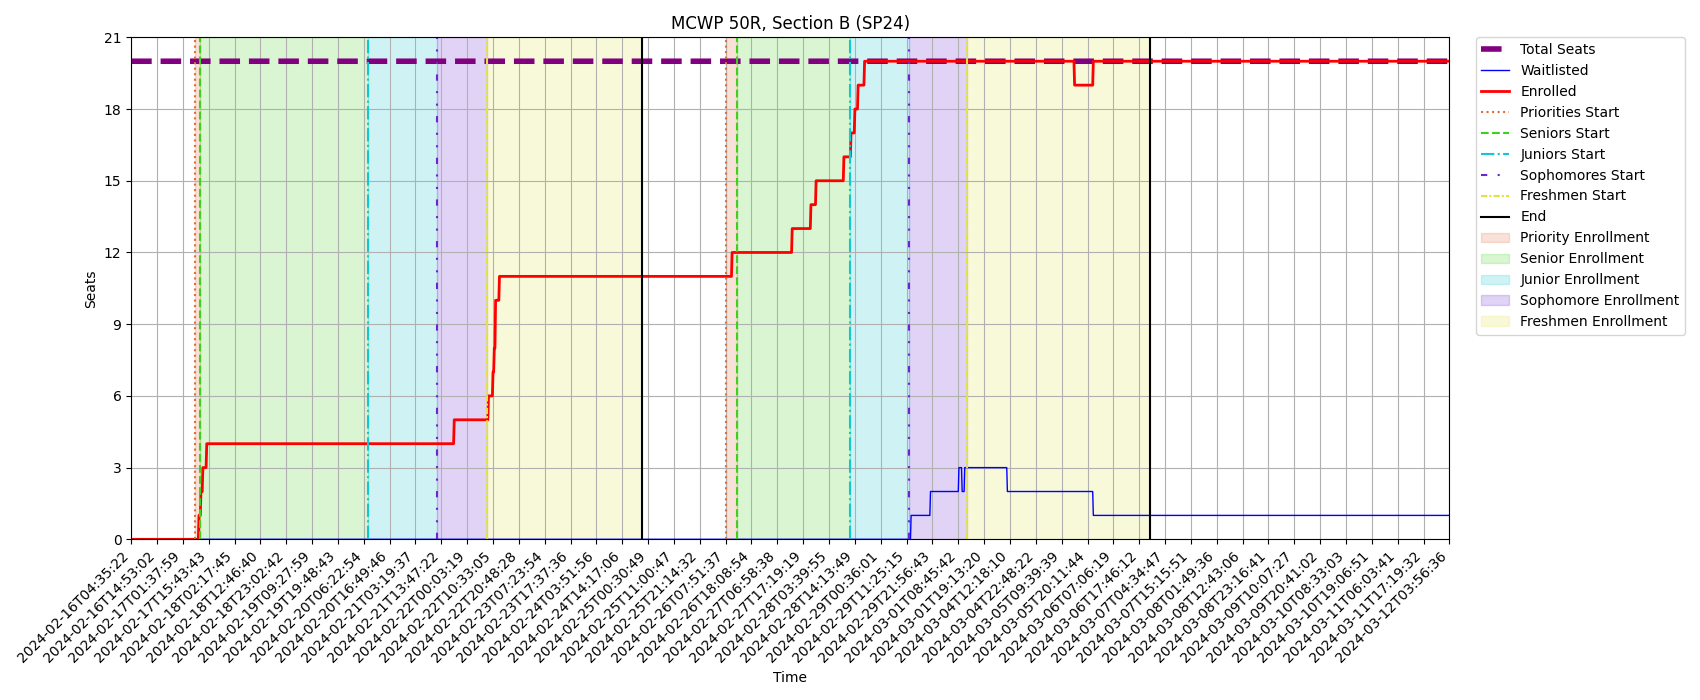 MCWP 50R, Section B (SP24)
Seats
21
18
15
12
9
6
3
0
2024-02-16T04:35:22
2024-02-16T14:53:02
2024-02-17T01:37:59
2024-02-17T15:43:43
2024-02-18T02:17:45
2024-02-18T12:46:40
2024-02-18T23:02:42
2024-02-19T09:27:59
2024-02-19T19:48:43
2024-02-20T06:22:54
2024-02-20T16:49:46
2024-02-21T03:19:37
2024-02-21T13:47:22
2024-02-22T00:03:19
2024-02-22T10:33:05
2024-02-22T20:48:28
2024-02-23T07:23:54
2024-02-23T17:37:36
2024-02-24T03:51:56
2024-02-24T14:17:06
2024-02-25T00:30:49
2024-02-25T11:00:47
2024-02-25T21:14:32
2024-02-26T07:51:37
2024-02-26T18:08:54
2024-02-27T06:58:38
2024-02-27T17:19:19
2024-02-28T03:39:55
2024-02-28T14:13:49
2024-02-29T00:36:01
2024-02-29T11:25:15
2024-02-29T21:56:43
2024-03-01T08:45:42
2024-03-01T19:13:20
2024-03-04T12:18:10
2024-03-04T22:48:22
2024-03-05T09:39:39
2024-03-05T20:11:44
2024-03-06T07:06:19
2024-03-06T17:46:12
2024-03-07T04:34:47
2024-03-07T15:15:51
2024-03-08T01:49:36
2024-03-08T12:43:06
2024-03-08T23:16:41
2024-03-09T10:07:27
2024-03-09T20:41:02
2024-03-10T08:33:03
2024-03-10T19:06:51
2024-03-11T06:03:41
2024-03-11T17:19:32
2024-03-12T03:56:36
Time
Total Seats
Waitlisted
Enrolled
Priorities Start
Seniors Start
Juniors Start
Sophomores Start
Freshmen Start
End
Priority Enrollment
Senior Enrollment
Junior Enrollment
Sophomore Enrollment
Freshmen Enrollment